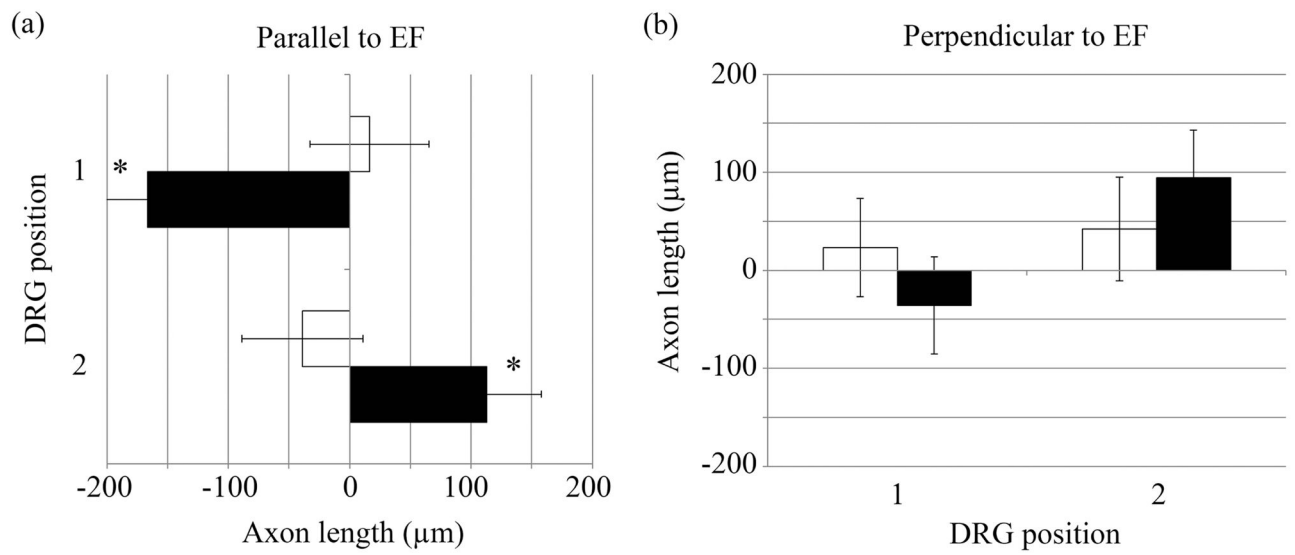 (a)
Parallel to EF
DRG position
1
*
2
*
-200 -100 0 100 200
Axon length (µm)
(b)
Perpendicular to EF
Axon length (µm)
200
100
0
-100
-200
1 2
DRG position